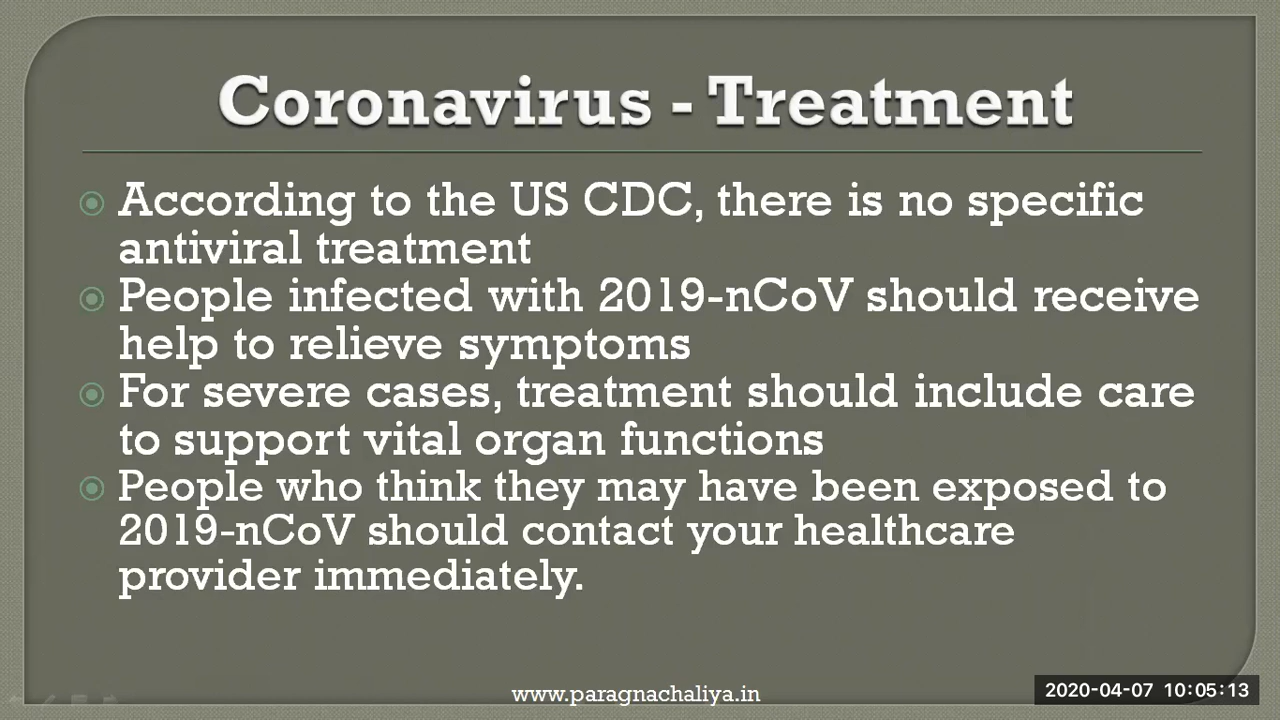 Coronavirus - Treatment
According to the US CDC, there is no specific
antiviral treatment
People infected with 2019-nCoV should receive
help to relieve symptoms
For severe cases, treatment should include care
to support vital organ functions
People who think they may have been exposed to
2019-nCoV should contact your healthcare
provider immediately.
www.paragnachaliya.in
2020-04-07 10:05:13